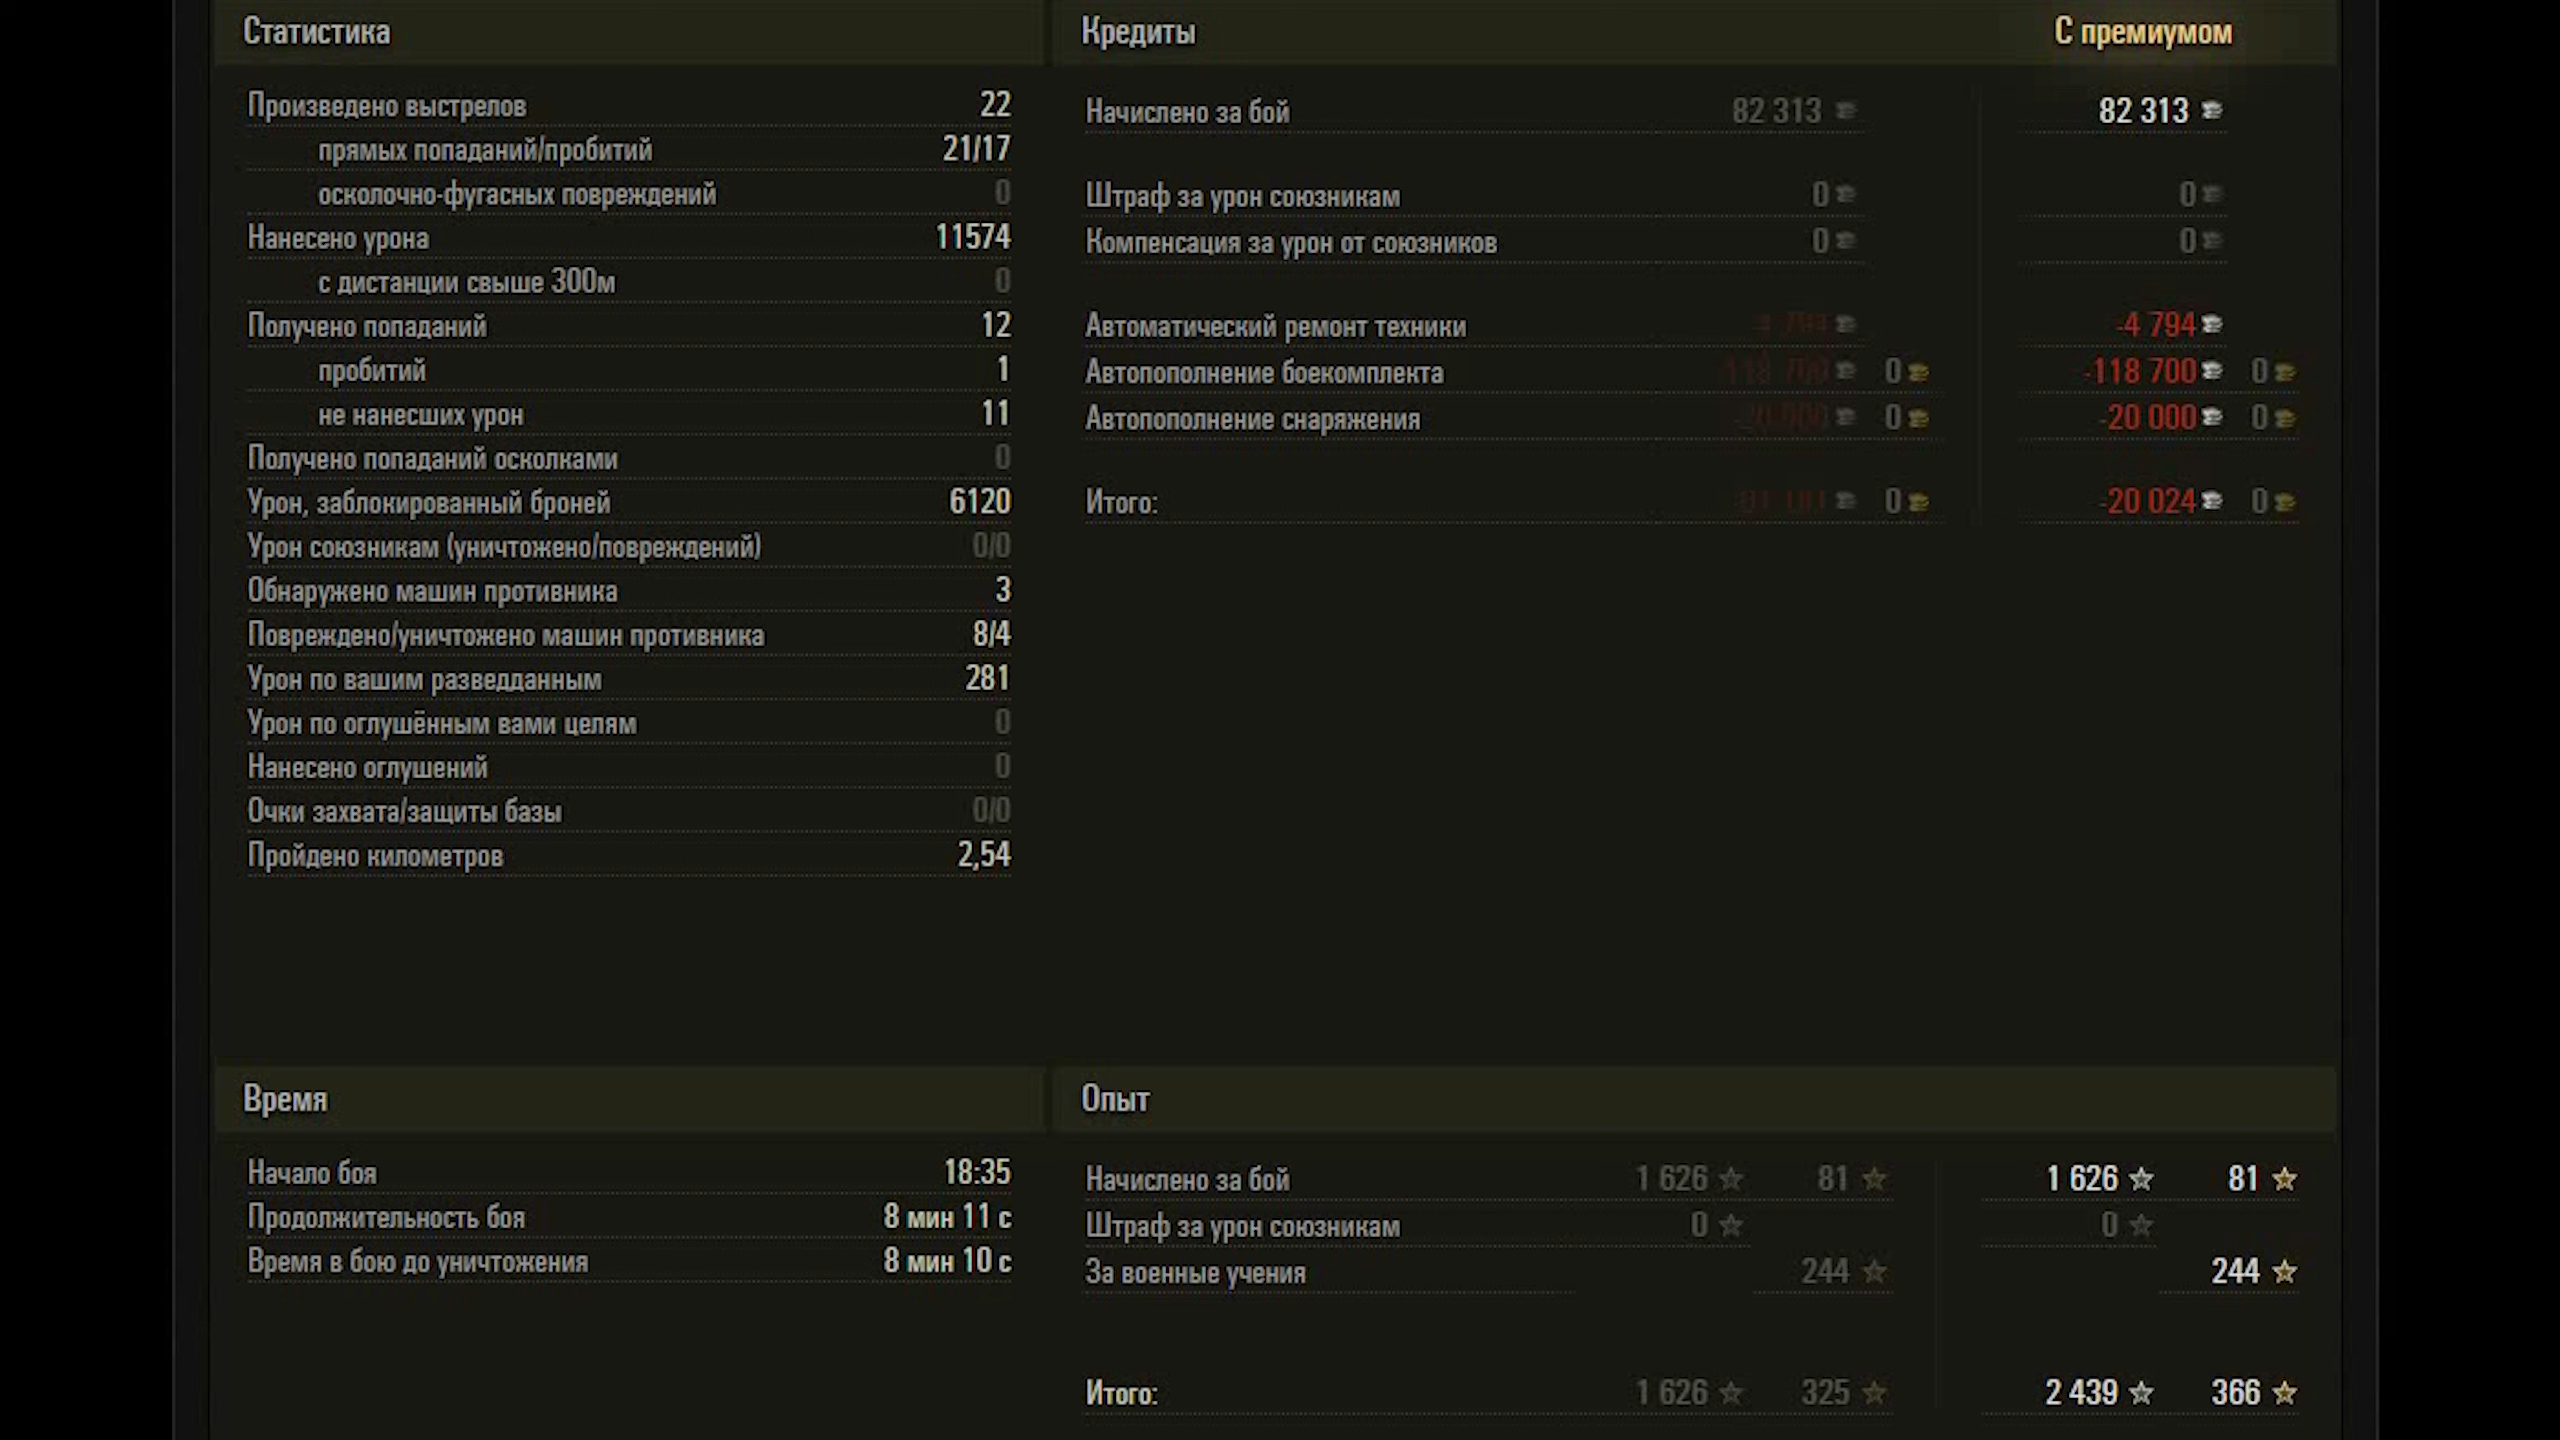 Статистика
Произведено выстрелов 22
прямых попаданий/пробитий 21/17
осколочно-фугасных повреждений 0
Нанесено урона 11574
с дистанции свыше 300м 0
Получено попаданий 12
пробитий 1
не нанесших урон 11
Получено попаданий осколками 0
Урон, заблокированный броней 6120
Урон союзникам (уничтожено/повреждений) 0/0
Обнаружено машин противника 3
Повреждено/уничтожено машин противника 8/4
Урон по вашим разведданным 281
Урон по оглушённым вами целям 0
Нанесено оглушений 0
Очки захвата/защиты базы 0/0
Пройдено километров 2,54
Кредиты С премиумом
Начислено за бой 82 313 82 313
Штраф за урон союзникам 0 0
Компенсация за урон от союзников 0 0
Автоматический ремонт техники -4 794 -4 794
Автопополнение боекомплекта -118 700 0 -118 700 0
Автопополнение снаряжения -20 000 0 -20 000 0
Итого: 0 -20 024 0
Время
Начало боя 18:35
Продолжительность боя 8 мин 11 с
Время в бою до уничтожения 8 мин 10 с
Опыт
Начислено за бой 1 626 81 1 626 81
Штраф за урон союзникам 0 0
За военные учения 244 244
Итого: 1 626 325 2 439 366